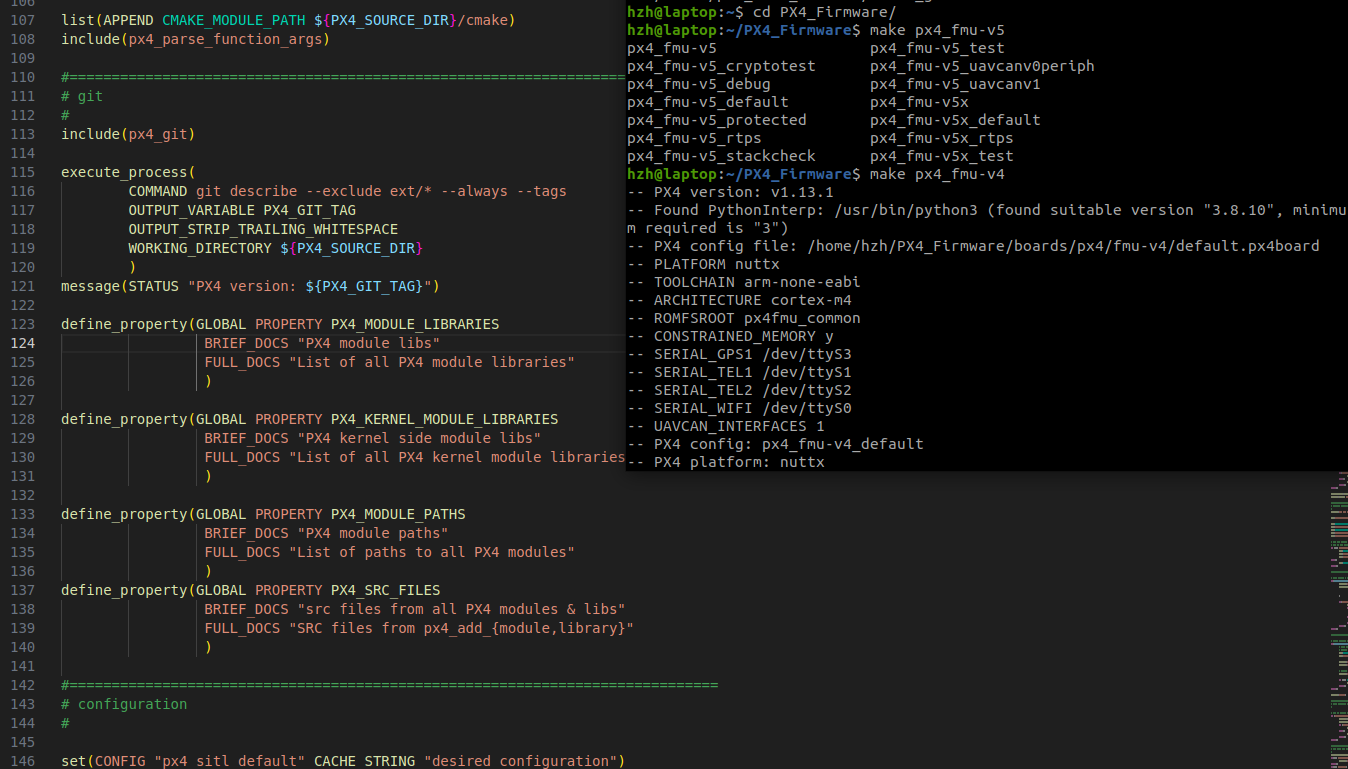 106
107 list(APPEND CMAKE_MODULE_PATH ${PX4_SOURCE_DIR}/cmake)
108 include(px4_parse_function_args)
109
110 #=================================================================
111 # git
112 #
113 include(px4_git)
114
115 execute_process(
116 COMMAND git describe --exclude ext/* --always --tags
117 OUTPUT_VARIABLE PX4_GIT_TAG
118 OUTPUT_STRIP_TRAILING_WHITESPACE
119 WORKING_DIRECTORY ${PX4_SOURCE_DIR}
120 )
121 message(STATUS "PX4 version: ${PX4_GIT_TAG}")
122
123 define_property(GLOBAL PROPERTY PX4_MODULE_LIBRARIES
124 BRIEF_DOCS "PX4 module libs"
125 FULL_DOCS "List of all PX4 module libraries"
126 )
127
128 define_property(GLOBAL PROPERTY PX4_KERNEL_MODULE_LIBRARIES
129 BRIEF_DOCS "PX4 kernel side module libs"
130 FULL_DOCS "List of all PX4 kernel module libraries
131 )
132
133 define_property(GLOBAL PROPERTY PX4_MODULE_PATHS
134 BRIEF_DOCS "PX4 module paths"
135 FULL_DOCS "List of paths to all PX4 modules"
136 )
137 define_property(GLOBAL PROPERTY PX4_SRC_FILES
138 BRIEF_DOCS "src files from all PX4 modules & libs"
139 FULL_DOCS "SRC files from px4_add_{module,library}"
140 )
141
142 #=============================================================================
143 # configuration
144 #
145
146 set(CONFIG "px4_sitl_default" CACHE STRING "desired configuration")
hzh@laptop:~$ cd PX4_Firmware/
hzh@laptop:~/PX4_Firmware$ make px4_fmu-v5
px4_fmu-v5 px4_fmu-v5_test
px4_fmu-v5_cryptotest px4_fmu-v5_uavcanv0periph
px4_fmu-v5_debug px4_fmu-v5_uavcanv1
px4_fmu-v5_default px4_fmu-v5x
px4_fmu-v5_protected px4_fmu-v5x_default
px4_fmu-v5_rtps px4_fmu-v5x_rtps
px4_fmu-v5_stackcheck px4_fmu-v5x_test
hzh@laptop:~/PX4_Firmware$ make px4_fmu-v4
-- PX4 version: v1.13.1
-- Found PythonInterp: /usr/bin/python3 (found suitable version "3.8.10", minimu
m required is "3")
-- PX4 config file: /home/hzh/PX4_Firmware/boards/px4/fmu-v4/default.px4board
-- PLATFORM nuttx
-- TOOLCHAIN arm-none-eabi
-- ARCHITECTURE cortex-m4
-- ROMFSROOT px4fmu_common
-- CONSTRAINED_MEMORY y
-- SERIAL_GPS1 /dev/ttyS3
-- SERIAL_TEL1 /dev/ttyS1
-- SERIAL_TEL2 /dev/ttyS2
-- SERIAL_WIFI /dev/ttyS0
-- UAVCAN_INTERFACES 1
-- PX4 config: px4_fmu-v4_default
-- PX4 platform: nuttx